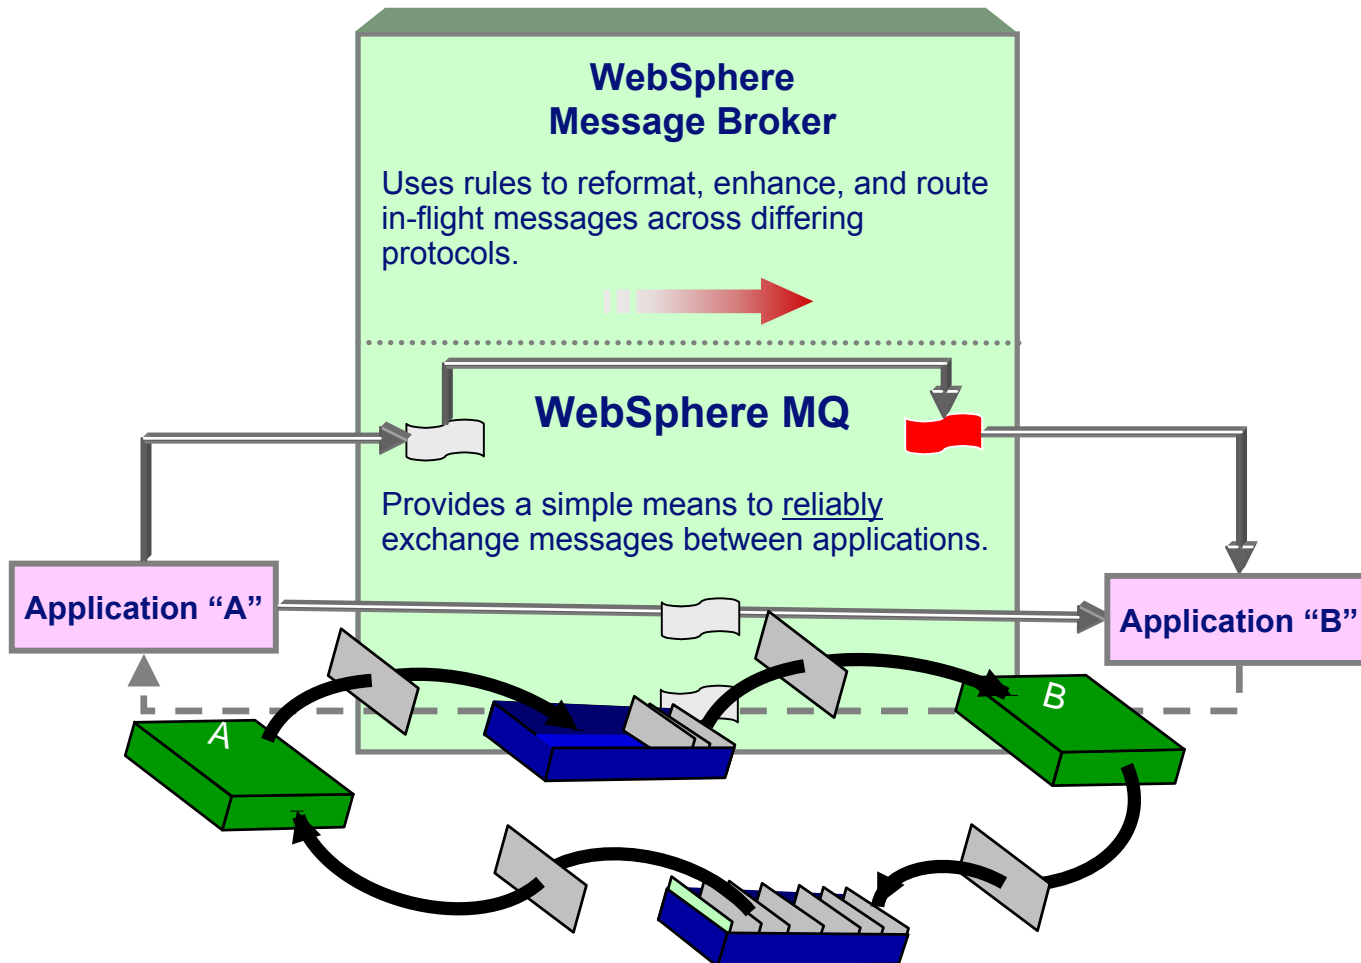 WebSphere
Message Broker
Uses rules to reformat, enhance, and route
in-flight messages across differing
protocols.
WebSphere MQ
Provides a simple means to reliably
exchange messages between applications.
Application “A”
Application “B”
A
B